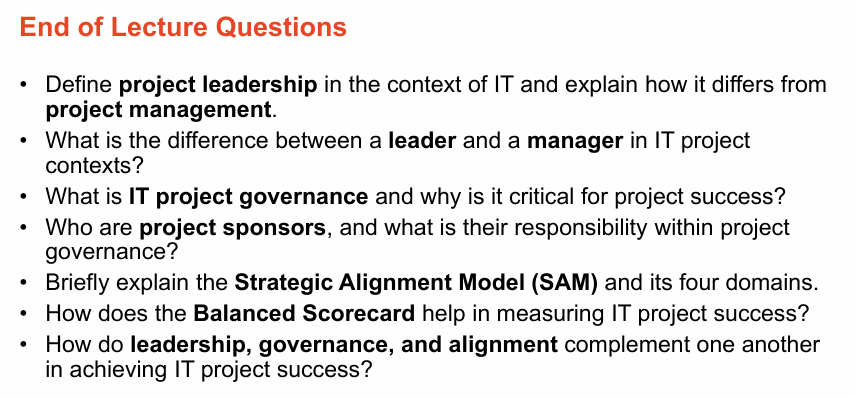 End of Lecture Questions
• Define project leadership in the context of IT and explain how it differs from
project management.
• What is the difference between a leader and a manager in IT project
contexts?
• What is IT project governance and why is it critical for project success?
• Who are project sponsors, and what is their responsibility within project
governance?
• Briefly explain the Strategic Alignment Model (SAM) and its four domains.
• How does the Balanced Scorecard help in measuring IT project success?
• How do leadership, governance, and alignment complement one another
in achieving IT project success?